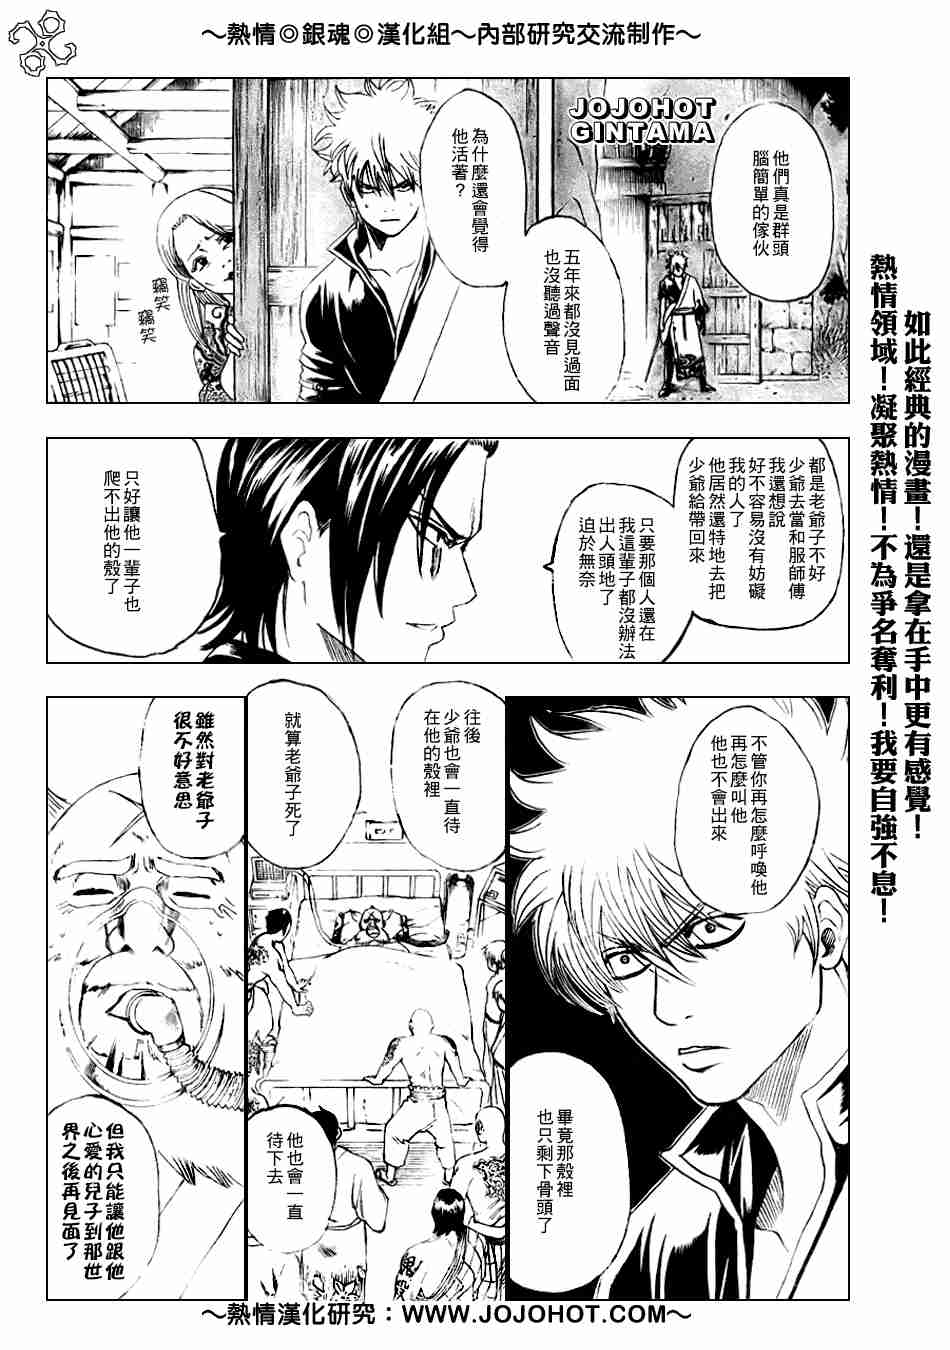 ～熱情◎銀魂◎漢化組～內部研究交流制作～
JOJOHOT
GINTAMA
他們真是群頭
腦簡單的傢伙
五年來都沒見過面
也沒聽過聲音
為什麼還會覺得
他活著？
竊笑
竊笑
都是老爺子不好
少爺去當和服師傅
我還想說
好不容易沒有妨礙
我的人了
他居然還特地去把
少爺給帶回來
只要那個人還在
我這輩子都沒辦法
出人頭地了
迫於無奈
只好讓他一輩子也
爬不出他的殼了
不管你再怎麼呼喚他
再怎麼叫他
他也不會出來
畢竟那殼裡
也只剩下骨頭了
往後
少爺也會一直待
在他的殼裡
就算老爺子死了
他也會一直
待下去
雖然對老爺子
很不好意思
但我只能讓他跟他
心愛的兒子到那世
界之後再見面了
如此經典的漫畫！還是拿在手中更有感覺！
熱情領域！凝聚熱情！不為爭名奪利！我要自強不息！
～熱情漢化研究：WWW.JOJOHOT.COM～